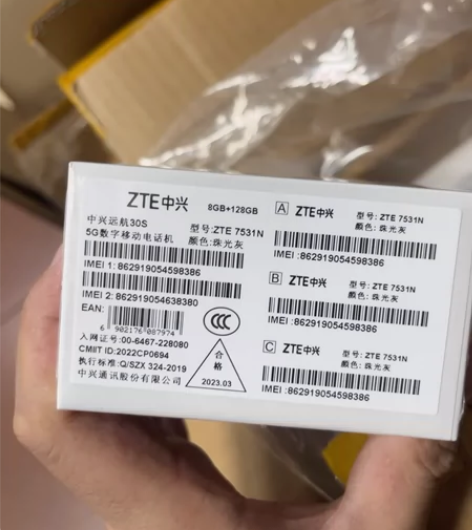 ZTE中兴 8GB+128GB
中兴远航30S 型号:ZTE 7531N
5G数字移动电话机 颜色:珠光灰
IMEI 1: 862919054598386
IMEI 2: 862919054638380
EAN:
6 902176 087974
CCC
入网证号:00-6467-228080
CMIIT ID:2022CP0694
执行标准:Q/SZX 324-2019
中兴通讯股份有限公司
合
格
2023.03
A ZTE中兴 型号: ZTE 7531N
颜色: 珠光灰
IMEI :862919054598386
B ZTE中兴 型号: ZTE 7531N
颜色: 珠光灰
IMEI :862919054598386
C ZTE中兴 型号: ZTE 7531N
颜色: 珠光灰
IMEI :862919054598386